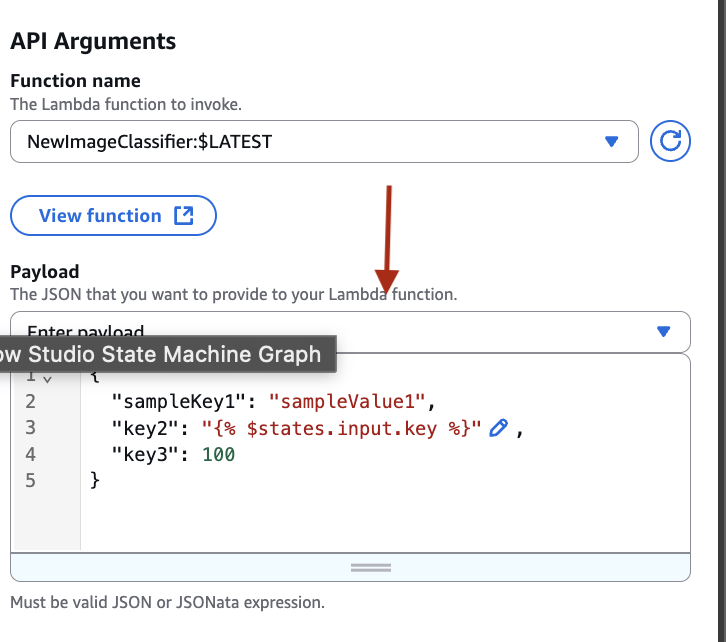 API Arguments
Function name
The Lambda function to invoke.
NewImageClassifier:$LATEST
View function
Payload
The JSON that you want to provide to your Lambda function.
Enter payload
ow Studio State Machine Graph
1 {
2 "sampleKey1": "sampleValue1",
3 "key2": "{% $states.input.key %}" ,
4 "key3": 100
5 }
Must be valid JSON or JSONata expression.